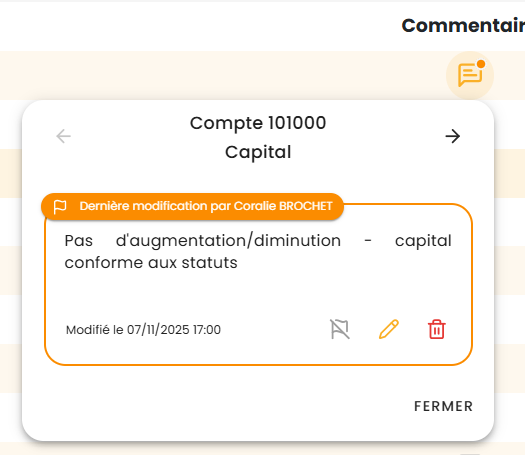 Commentair
Compte 101000
Capital
Dernière modification par Coralie BROCHET
Pas d'augmentation/diminution - capital
conforme aux statuts
Modifié le 07/11/2025 17:00
FERMER